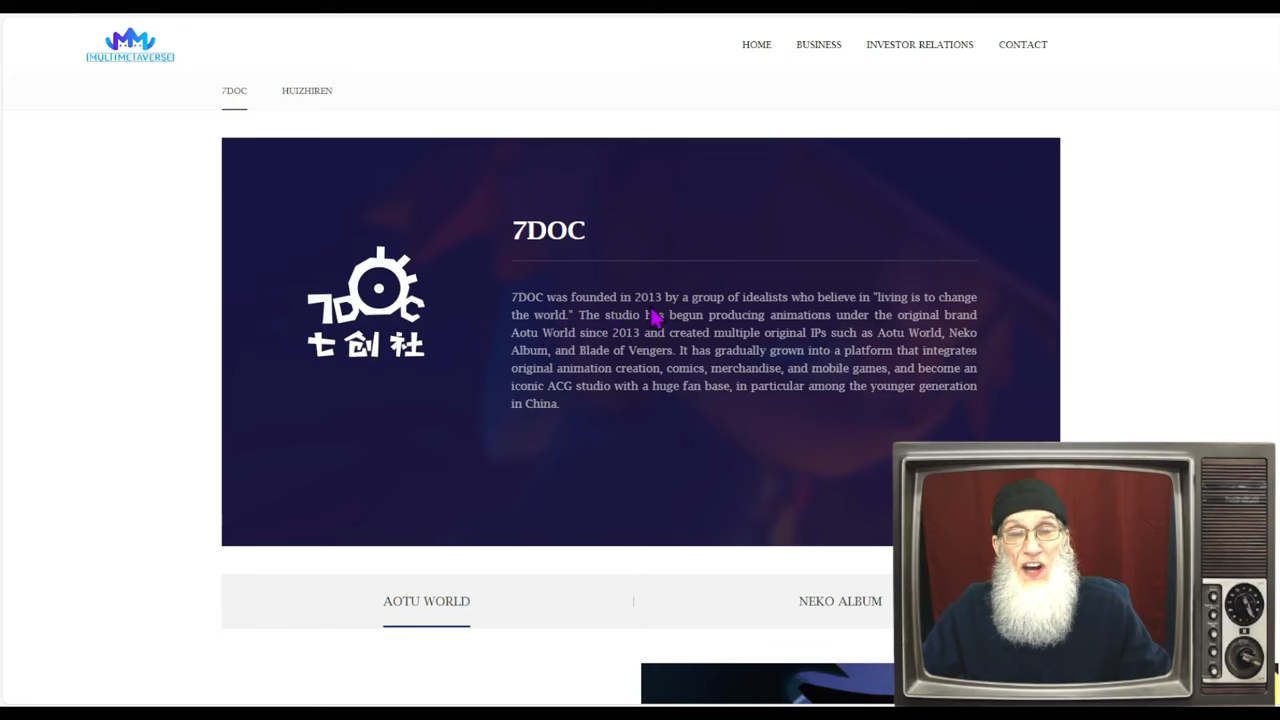 [MULTIMETAVERSE]
HOME BUSINESS INVESTOR RELATIONS CONTACT
7DOC HUIZHIREN
7DOC
七创社
7DOC
7DOC was founded in 2013 by a group of idealists who believe in "living is to change
the world." The studio has begun producing animations under the original brand
Aotu World since 2013 and created multiple original IPs such as Aotu World, Neko
Album, and Blade of Vengers. It has gradually grown into a platform that integrates
original animation creation, comics, merchandise, and mobile games, and become an
iconic ACG studio with a huge fan base, in particular among the younger generation
in China.
AOTU WORLD | NEKO ALBUM